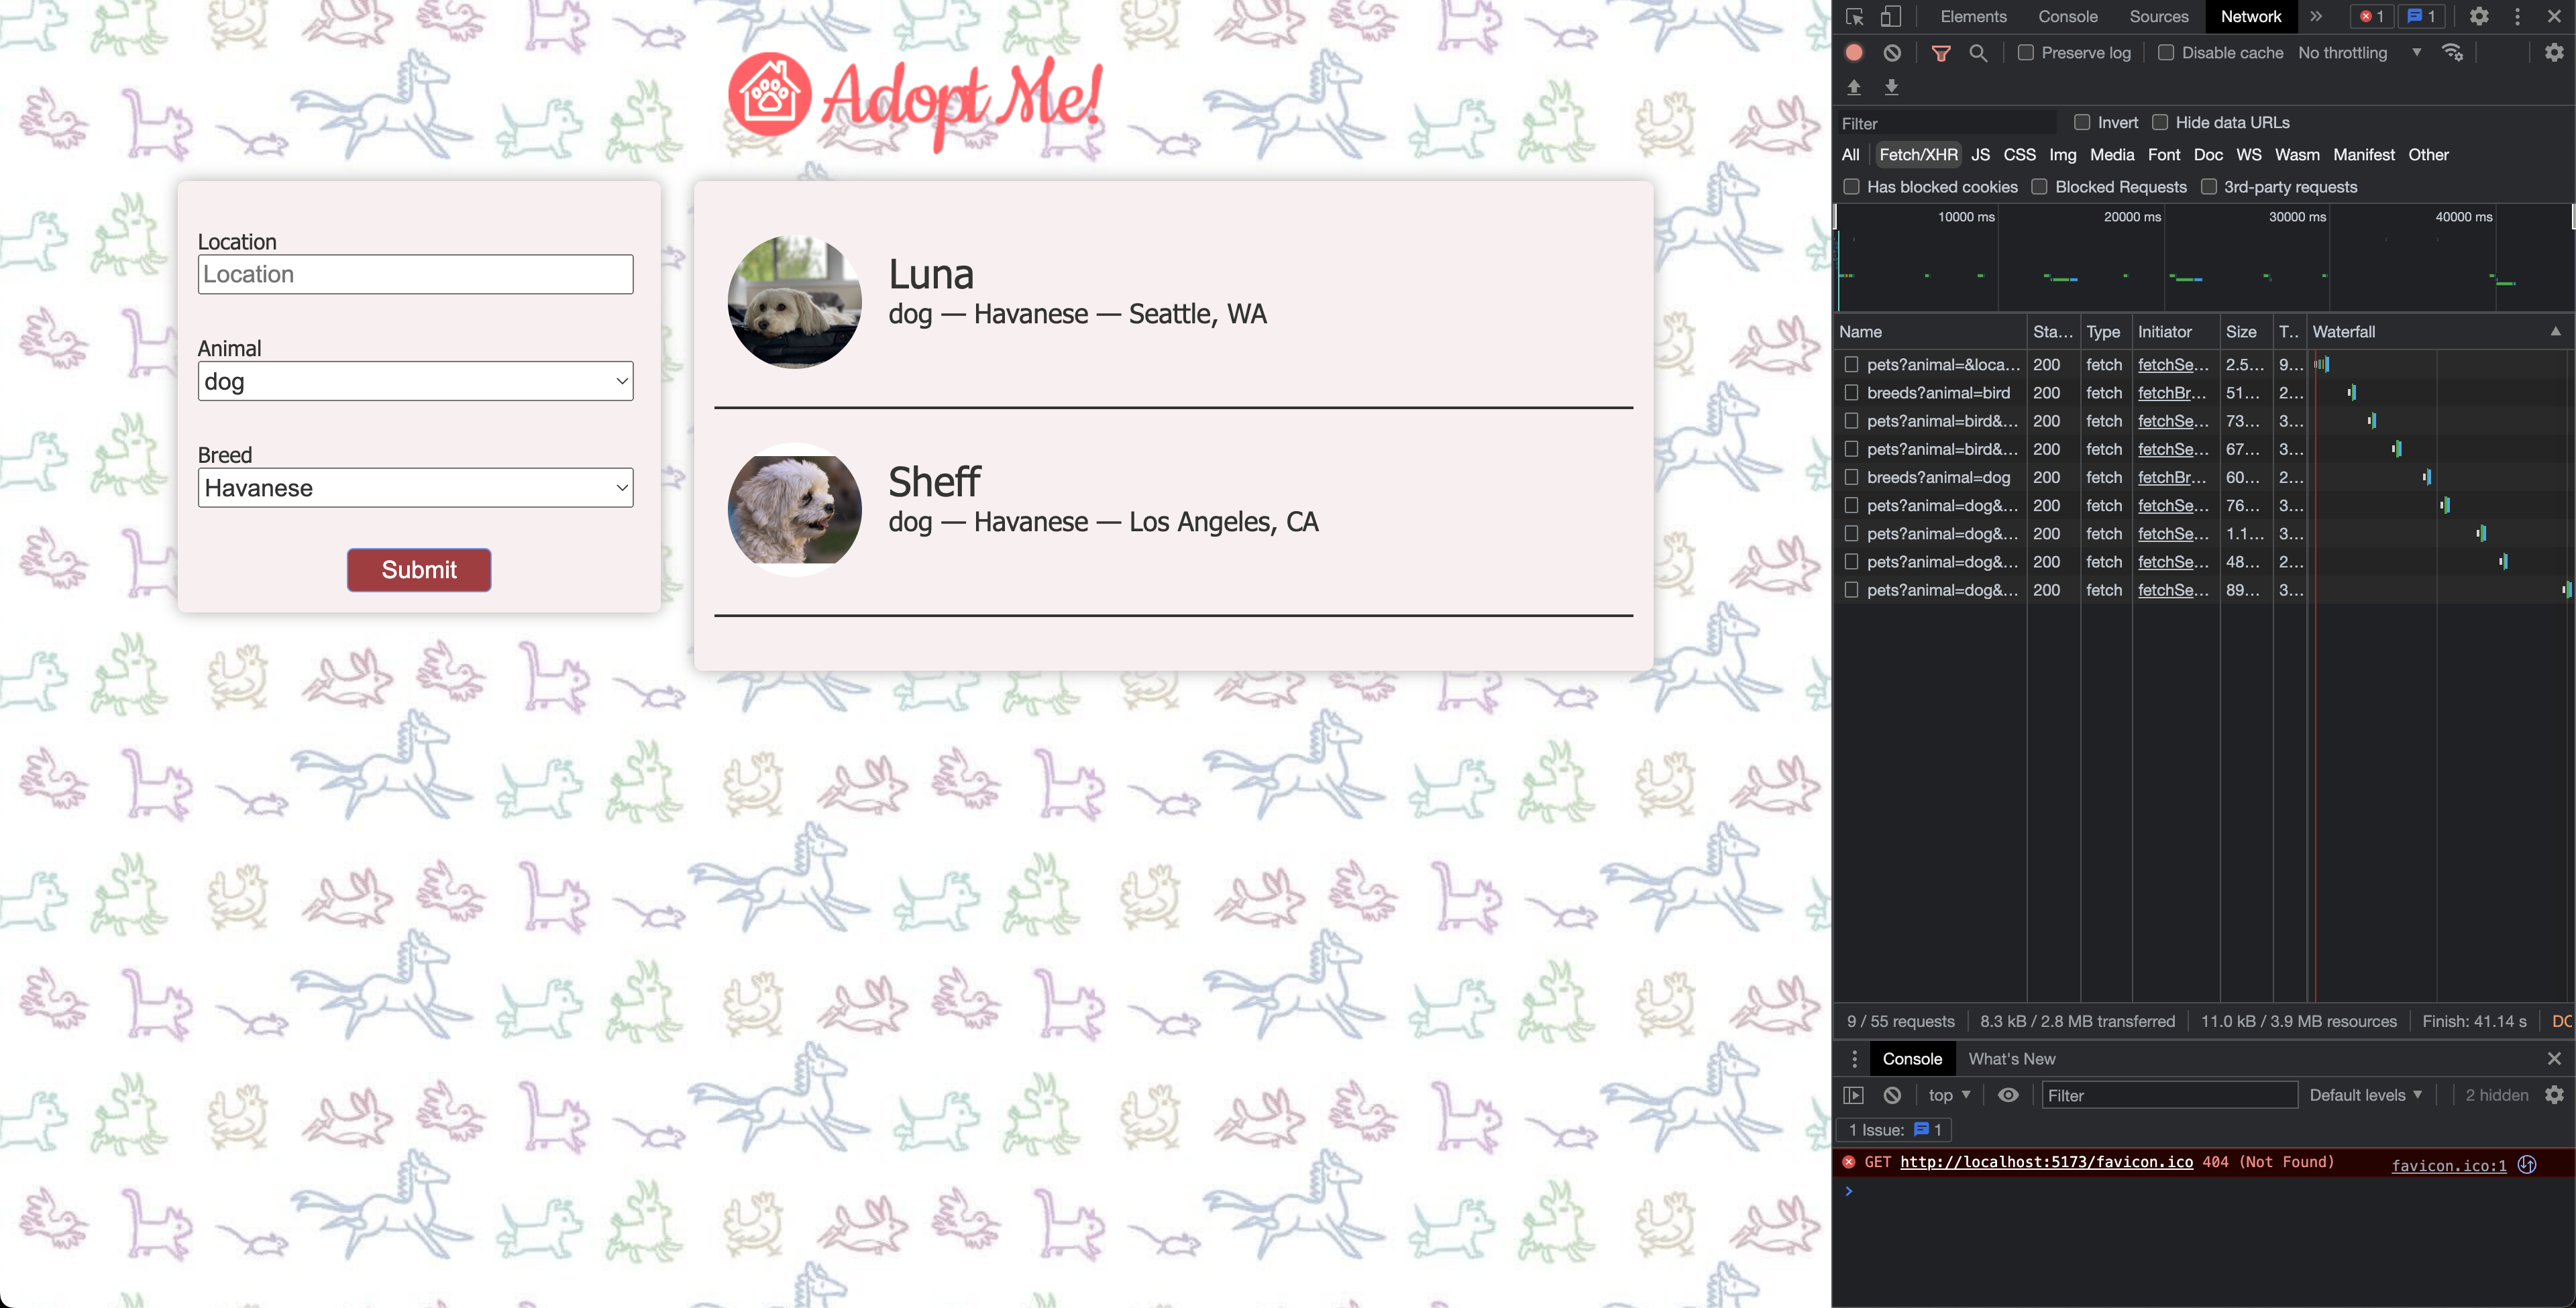 Adopt Me!
Location
Location
Animal
dog
Breed
Havanese
Submit
Luna
dog — Havanese — Seattle, WA
Sheff
dog — Havanese — Los Angeles, CA
Elements Console Sources Network 1 1
Preserve log Disable cache No throttling
Filter Invert Hide data URLs
All Fetch/XHR JS CSS Img Media Font Doc WS Wasm Manifest Other
Has blocked cookies Blocked Requests 3rd-party requests
10000 ms 20000 ms 30000 ms 40000 ms
Name Sta... Type Initiator Size T.. Waterfall
pets?animal=&loca... 200 fetch fetchSe... 2.5... 9...
breeds?animal=bird 200 fetch fetchBr... 51... 2...
pets?animal=bird&... 200 fetch fetchSe... 73... 3...
pets?animal=bird&... 200 fetch fetchSe... 67... 3...
breeds?animal=dog 200 fetch fetchBr... 60... 2...
pets?animal=dog&... 200 fetch fetchSe... 76... 3...
pets?animal=dog&... 200 fetch fetchSe... 1.1... 3...
pets?animal=dog&... 200 fetch fetchSe... 48... 2...
pets?animal=dog&... 200 fetch fetchSe... 89... 3...
9 / 55 requests 8.3 kB / 2.8 MB transferred 11.0 kB / 3.9 MB resources Finish: 41.14 s DC
Console What's New
top Filter Default levels 2 hidden
1 Issue: 1
GET http://localhost:5173/favicon.ico 404 (Not Found) favicon.ico:1